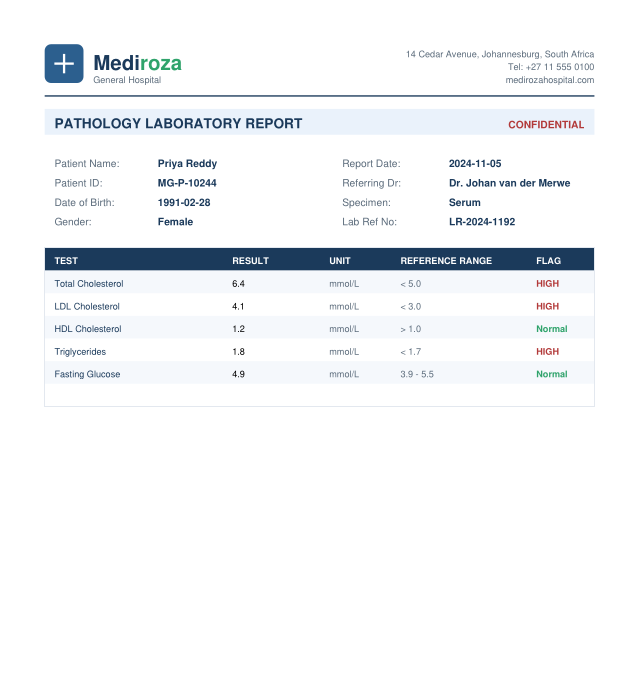 Mediroza
General Hospital
14 Cedar Avenue, Johannesburg, South Africa
Tel: +27 11 555 0100
medirozahospital.com
PATHOLOGY LABORATORY REPORT CONFIDENTIAL
Patient Name: Priya Reddy Report Date: 2024-11-05
Patient ID: MG-P-10244 Referring Dr: Dr. Johan van der Merwe
Date of Birth: 1991-02-28 Specimen: Serum
Gender: Female Lab Ref No: LR-2024-1192
TEST RESULT UNIT REFERENCE RANGE FLAG
Total Cholesterol 6.4 mmol/L < 5.0 HIGH
LDL Cholesterol 4.1 mmol/L < 3.0 HIGH
HDL Cholesterol 1.2 mmol/L > 1.0 Normal
Triglycerides 1.8 mmol/L < 1.7 HIGH
Fasting Glucose 4.9 mmol/L 3.9 - 5.5 Normal